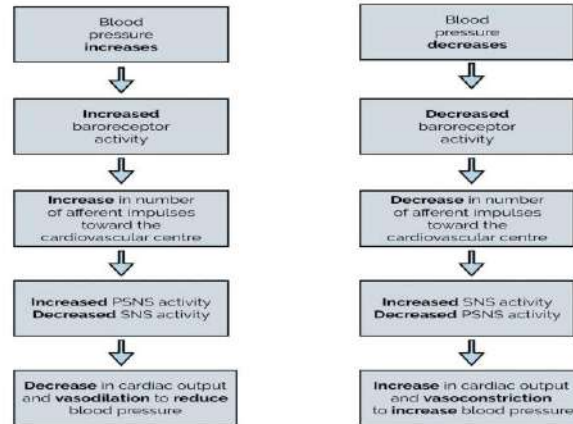 Blood
pressure
increases
Increased
baroreceptor
activity
Increase in number
of afferent impulses
toward the
cardiovascular centre
Increased PSNS activity
Decreased SNS activity
Decrease in cardiac output
and vasodilation to reduce
blood pressure
Blood
pressure
decreases
Decreased
baroreceptor
activity
Decrease in number
of afferent impulses
toward the
cardiovascular centre
Increased SNS activity
Decreased PSNS activity
Increase in cardiac output
and vasoconstriction
to increase blood pressure